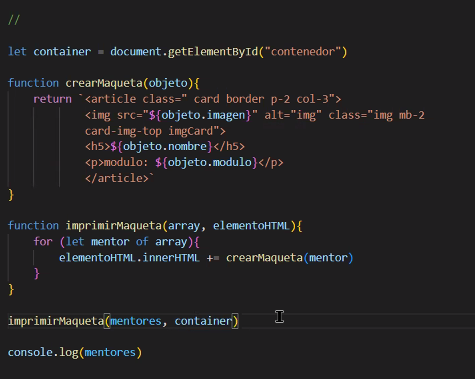 //
let container = document.getElementById("contenedor")
function crearMaqueta(objeto){
return `<article class=" card border p-2 col-3">
<img src="${objeto.imagen}" alt="img" class="img mb-2
card-img-top imgCard">
<h5>${objeto.nombre}</h5>
<p>modulo: ${objeto.modulo}</p>
</article>`
}
function imprimirMaqueta(array, elementoHTML){
for (let mentor of array){
elementoHTML.innerHTML += crearMaqueta(mentor)
}
}
imprimirMaqueta(mentores, container)
console.log(mentores)